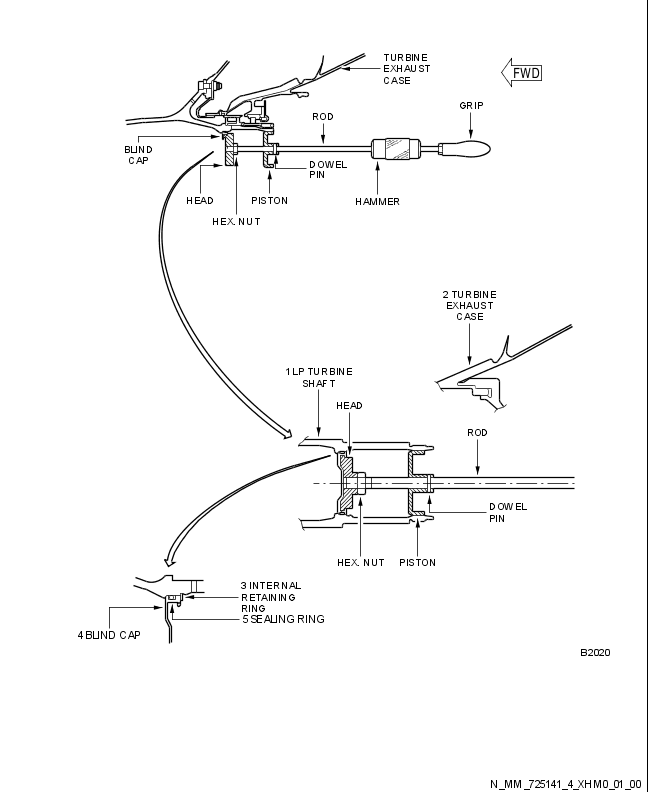 TURBINE
EXHAUST
CASE
FWD
GRIP
ROD
BLIND
CAP
DOWEL
PIN
HEAD
PISTON
HAMMER
HEX. NUT
2 TURBINE
EXHAUST
CASE
1 LP TURBINE
SHAFT
HEAD
ROD
DOWEL
PIN
HEX. NUT
PISTON
3 INTERNAL
RETAINING
RING
5 SEALING RING
4 BLIND CAP
B2020
N_MM_725141_4_XHM0_01_00